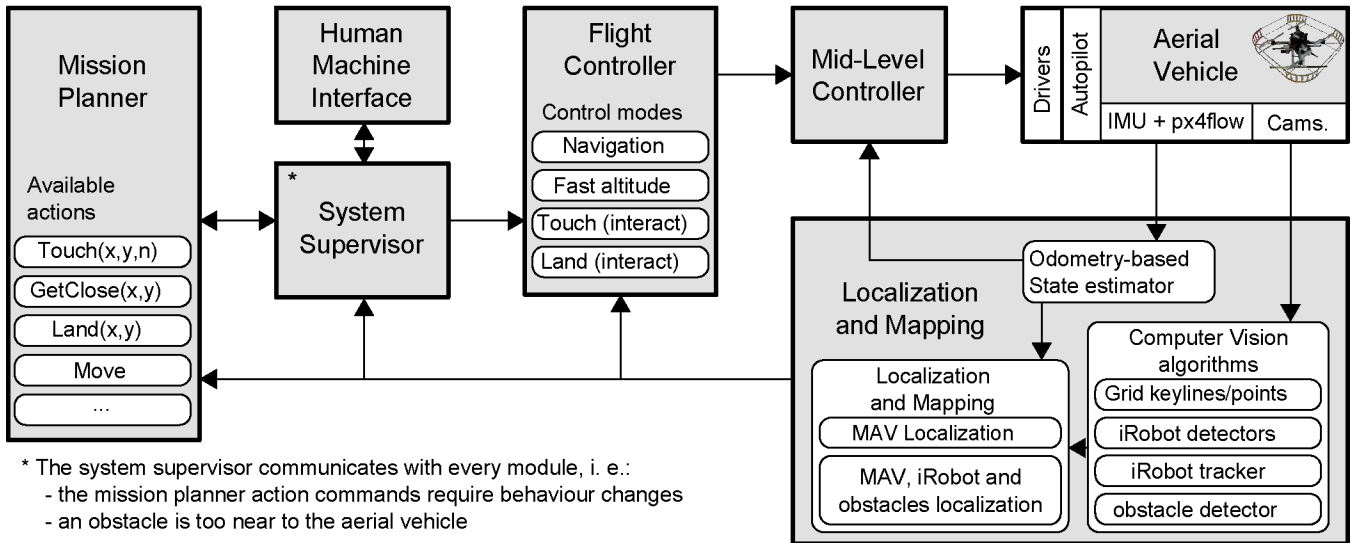 Mission
Planner
Available
actions
Touch(x,y,n)
GetClose(x,y)
Land(x,y)
Move
...
Human
Machine
Interface
*
System
Supervisor
Flight
Controller
Control modes
Navigation
Fast altitude
Touch (interact)
Land (interact)
Mid-Level
Controller
Drivers
Autopilot
Aerial
Vehicle
IMU + px4flow
Cams.
Localization
and Mapping
Odometry-based
State estimator
Localization
and Mapping
MAV Localization
MAV, iRobot and
obstacles localization
Computer Vision
algorithms
Grid keylines/points
iRobot detectors
iRobot tracker
obstacle detector
* The system supervisor communicates with every module, i. e.:
- the mission planner action commands require behaviour changes
- an obstacle is too near to the aerial vehicle